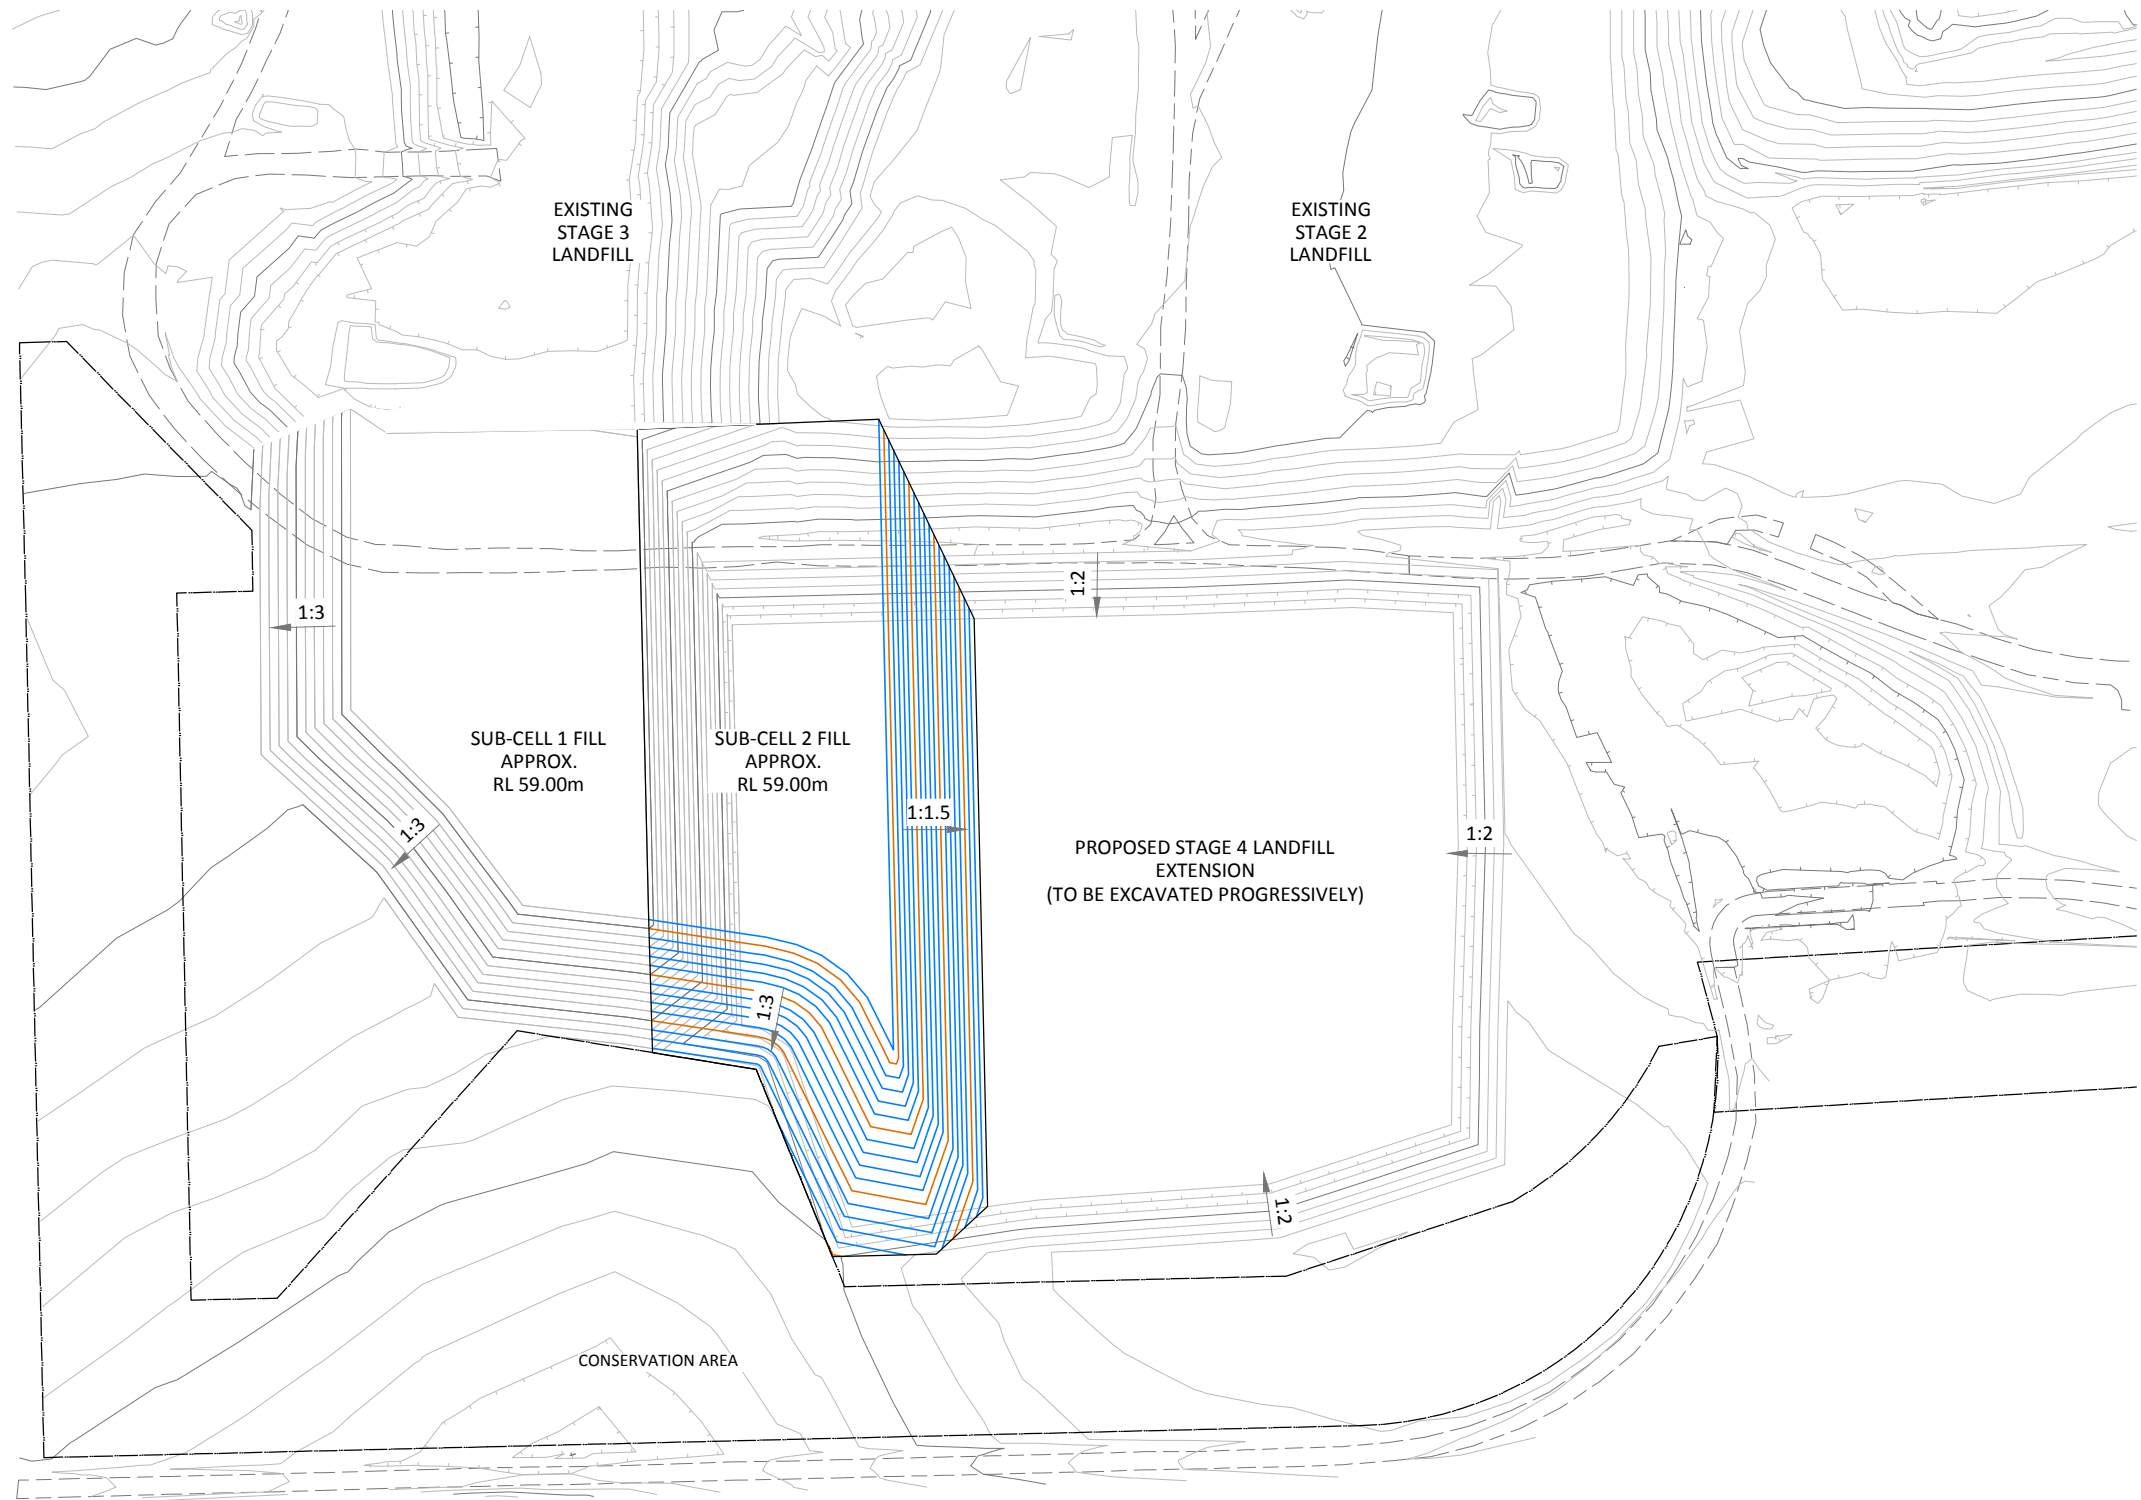 EXISTING
STAGE 3
LANDFILL
EXISTING
STAGE 2
LANDFILL
1:2
1:3
SUB-CELL 1 FILL
APPROX.
RL 59.00m
SUB-CELL 2 FILL
APPROX.
RL 59.00m
1:3
1:1.5
1:2
PROPOSED STAGE 4 LANDFILL
EXTENSION
(TO BE EXCAVATED PROGRESSIVELY)
1:3
1:2
CONSERVATION AREA